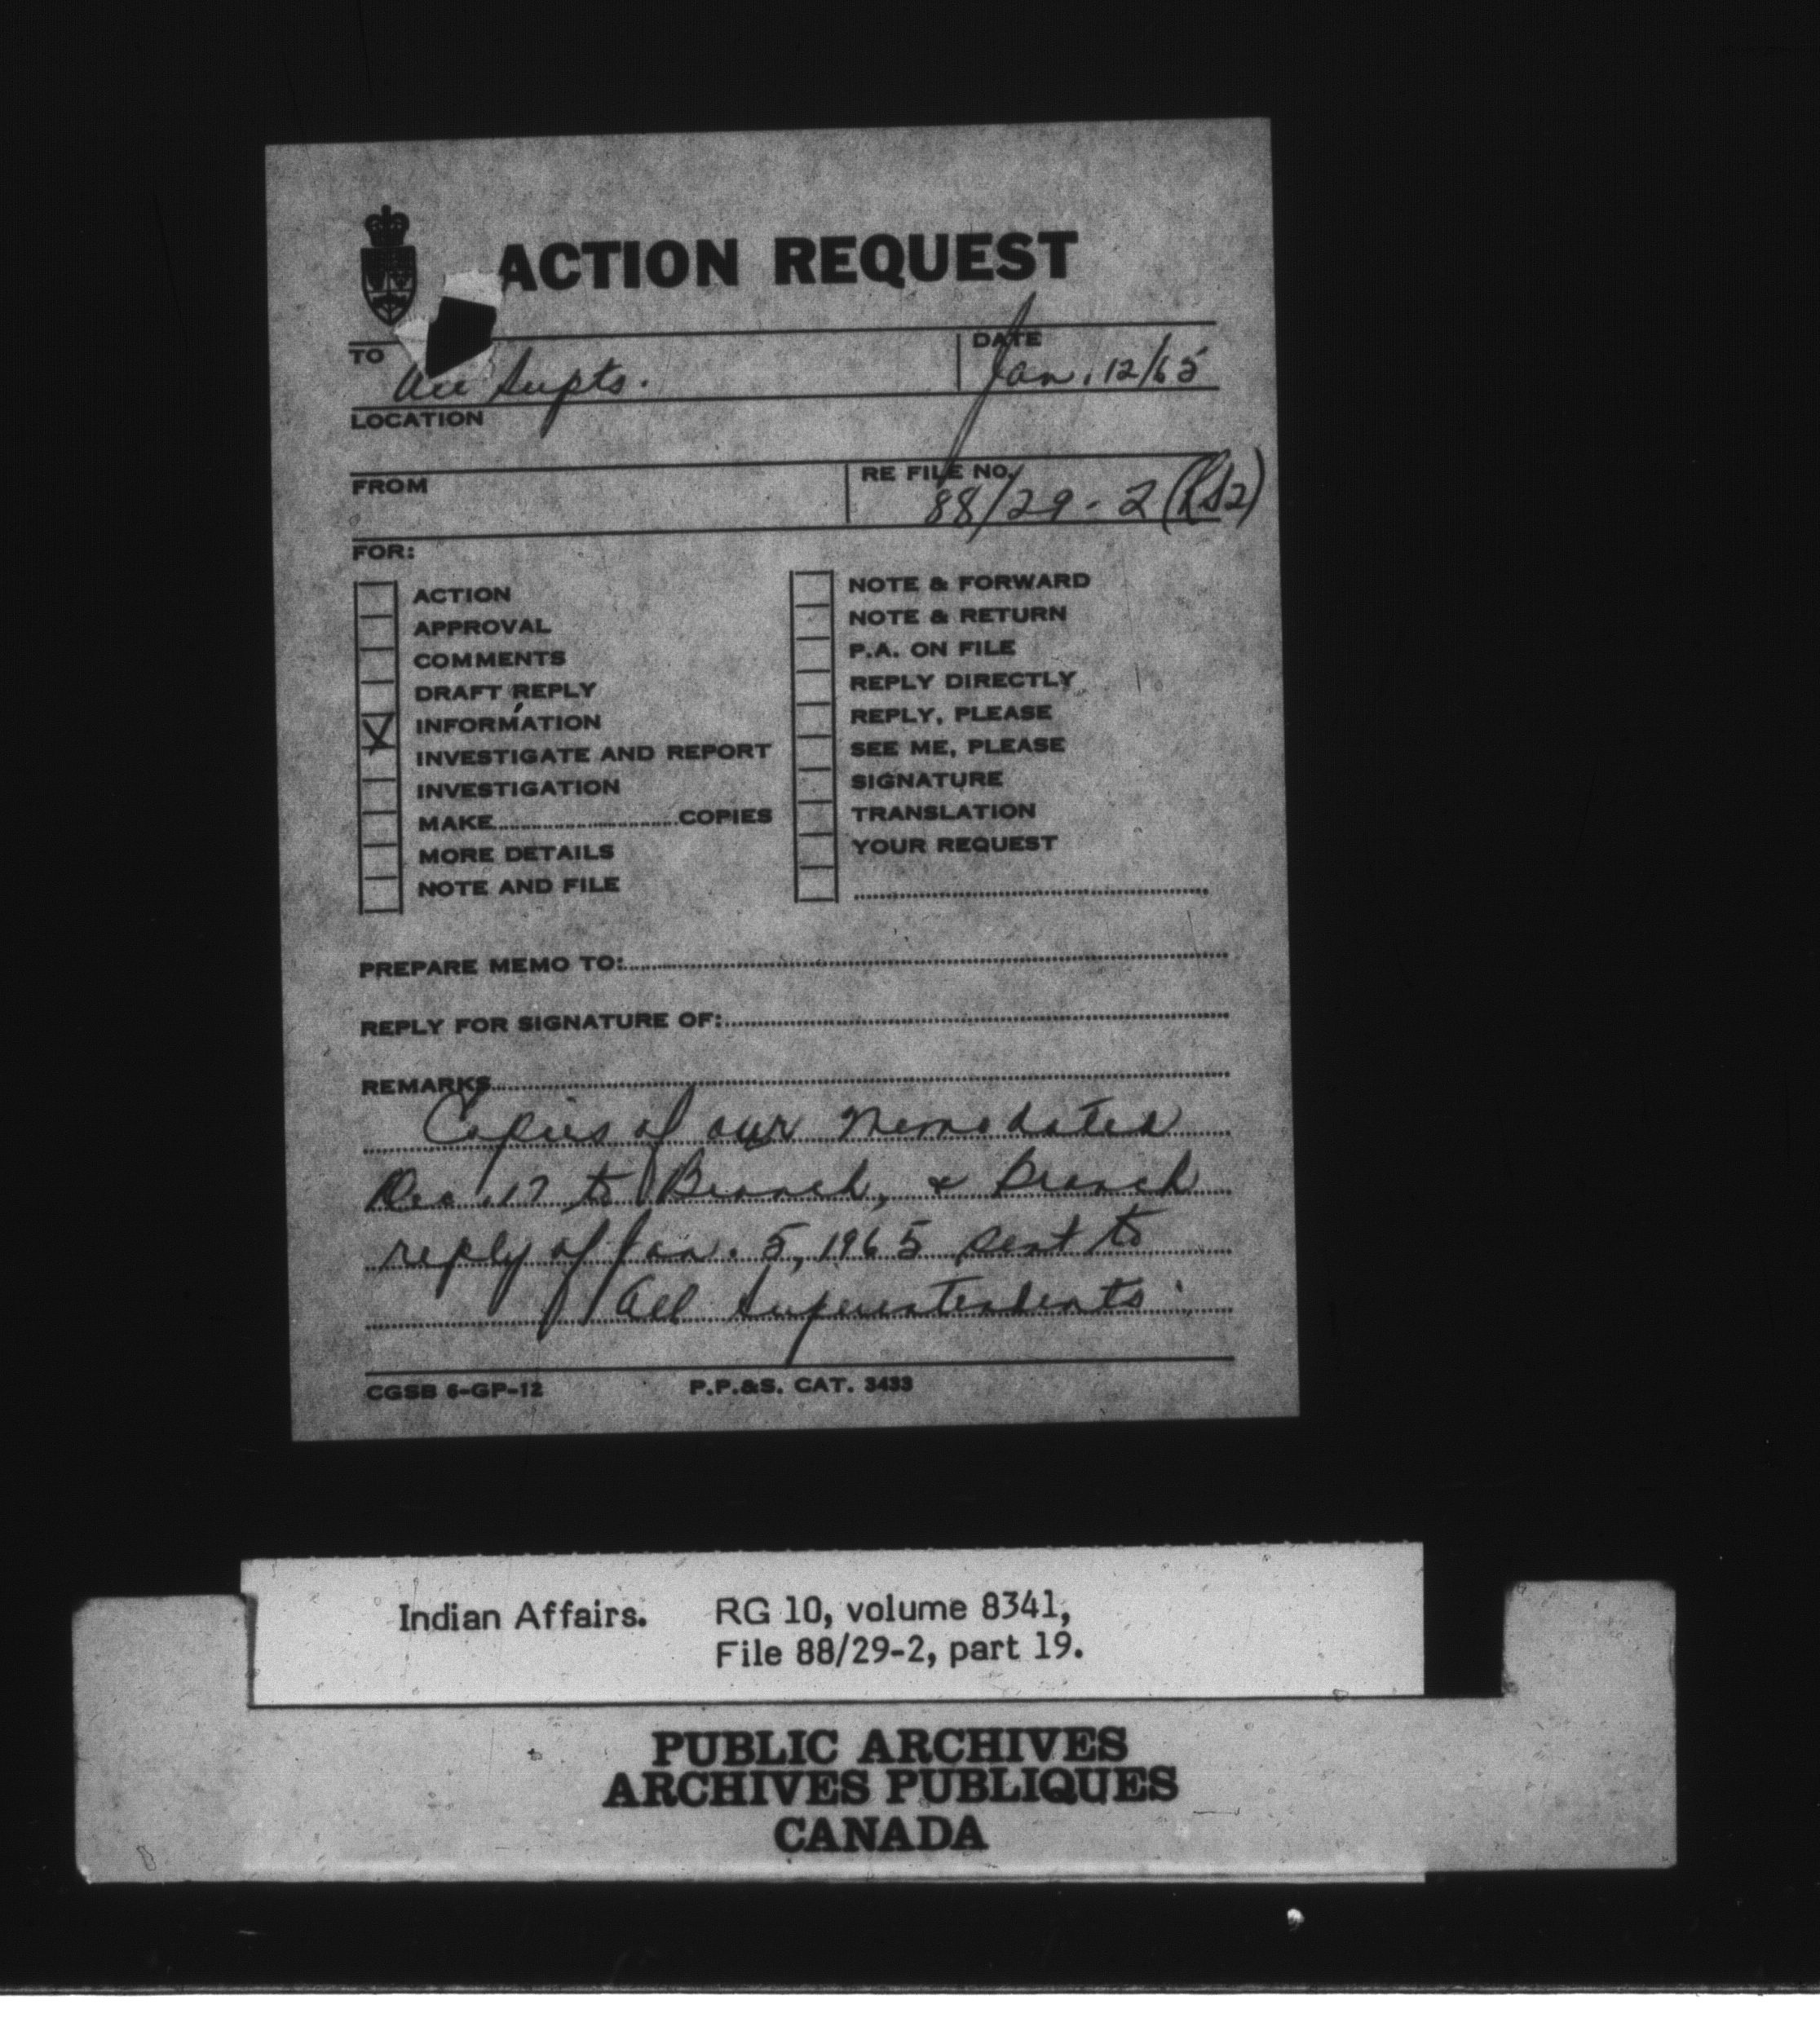 ACTION REQUEST
TO
All Supts.
DATE
Jan. 12/65
LOCATION
FROM
RE FILE NO.
88/29-2
FOR:
ACTION
APPROVAL
COMMENTS
DRAFT REPLY
X INFORMATION
INVESTIGATE AND REPORT
INVESTIGATION
MAKE..............................COPIES
MORE DETAILS
NOTE AND FILE
NOTE & FORWARD
NOTE & RETURN
P.A. ON FILE
REPLY DIRECTLY
REPLY, PLEASE
SEE ME, PLEASE
SIGNATURE
TRANSLATION
YOUR REQUEST
PREPARE MEMO TO:
REPLY FOR SIGNATURE OF:
REMARKS
Copies of our memo dated
Dec. 17 to Branch, & Branch
reply of Jan. 5, 1965 sent to
all Superintendents.
CGSB 6-GP-12 P.P.&S. CAT. 3433
Indian Affairs. RG 10, volume 8341,
File 88/29-2, part 19.
PUBLIC ARCHIVES
ARCHIVES PUBLIQUES
CANADA